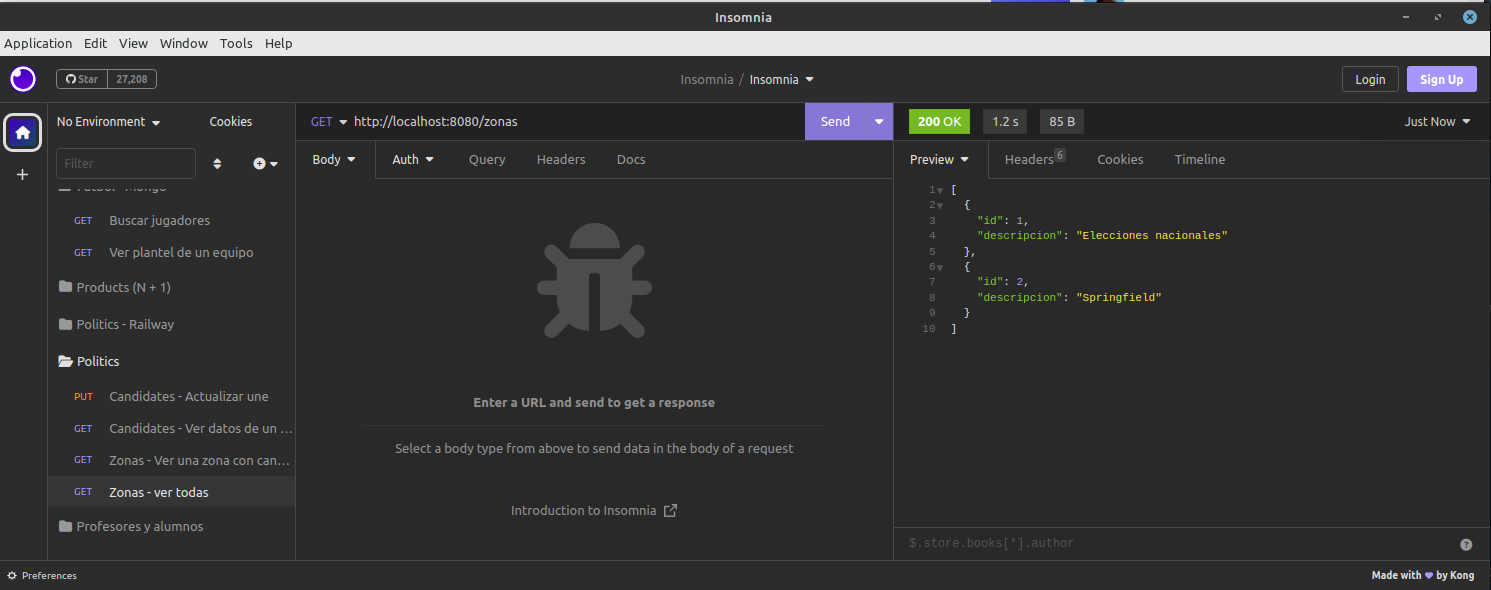 Insomnia
Application Edit View Window Tools Help
Star 27,208
Insomnia / Insomnia
Login Sign Up
No Environment Cookies
Filter
Futbol - Mongo
GET Buscar jugadores
GET Ver plantel de un equipo
Products (N + 1)
Politics - Railway
Politics
PUT Candidates - Actualizar une
GET Candidates - Ver datos de un ...
GET Zonas - Ver una zona con can...
GET Zonas - ver todas
Profesores y alumnos
GET http://localhost:8080/zonas Send
Body Auth Query Headers Docs
Enter a URL and send to get a response
Select a body type from above to send data in the body of a request
Introduction to Insomnia
200 OK 1.2 s 85 B Just Now
Preview Headers 6 Cookies Timeline
1 [
2 {
3 "id": 1,
4 "descripcion": "Elecciones nacionales"
5 },
6 {
7 "id": 2,
8 "descripcion": "Springfield"
9 }
10 ]
$.store.books[*].author
Preferences
Made with by Kong